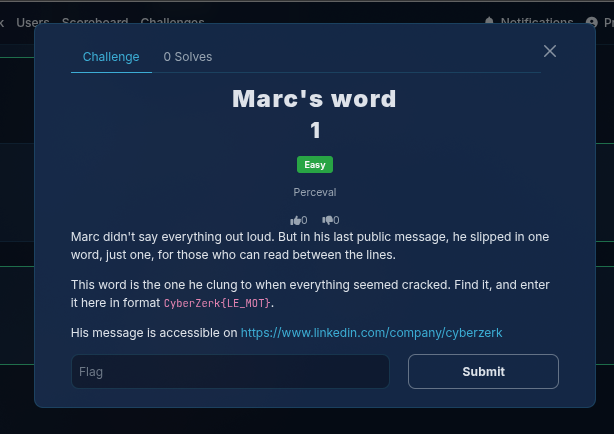 Users Scoreboard Challenges Notifications
Challenge 0 Solves
Marc's word
1
Easy
Perceval
0 0
Marc didn't say everything out loud. But in his last public message, he slipped in one
word, just one, for those who can read between the lines.
This word is the one he clung to when everything seemed cracked. Find it, and enter
it here in format CyberZerk{LE_MOT}.
His message is accessible on https://www.linkedin.com/company/cyberzerk
Flag Submit